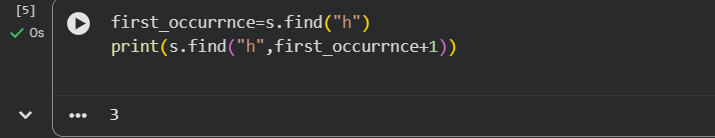 [5]
0s
first_occurrnce=s.find("h")
print(s.find("h",first_occurrnce+1))
3